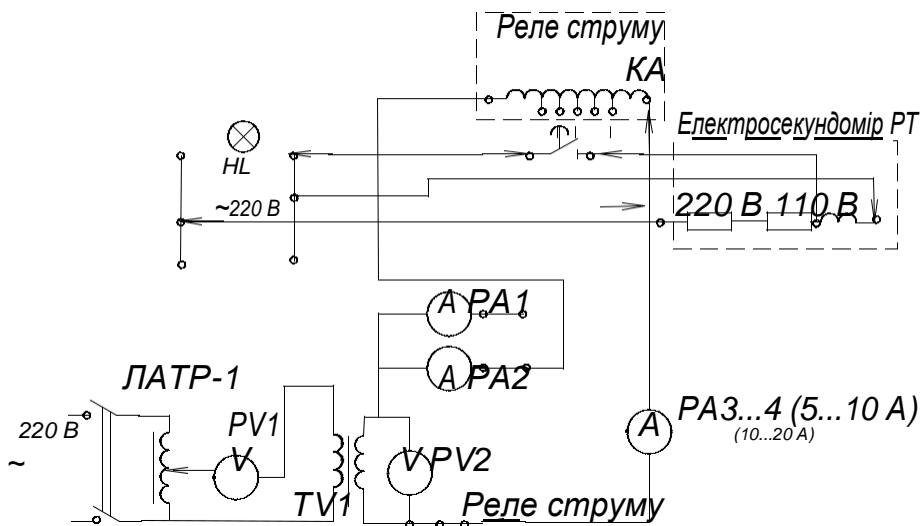 Реле струму
КА
Електросекундомір РТ
HL
~220 В
220 В 110 В
А РА1
А РА2
ЛАТР-1
220 В
~
PV1
V
TV1
V PV2
Реле струму
А
РА3...4 (5...10 А)
(10...20 А)